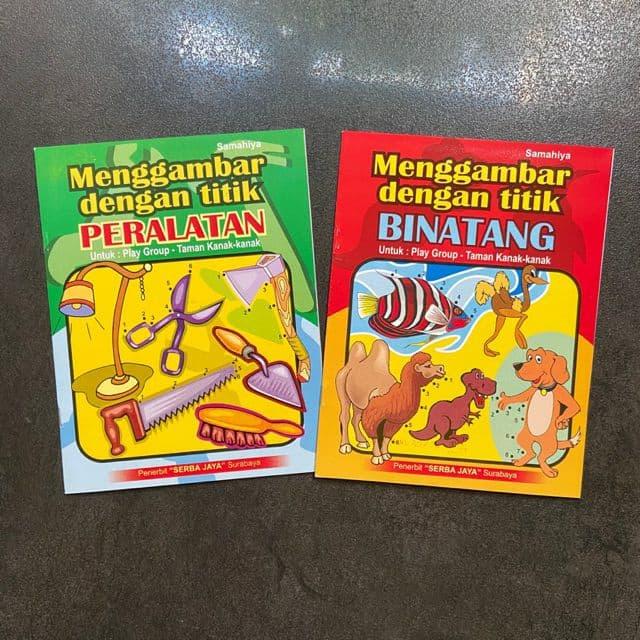 Samahiya
Menggambar
dengan titik
PERALATAN
Untuk : Play Group - Taman Kanak-kanak
Penerbit "SERBA JAYA" Surabaya
Samahiya
Menggambar
dengan titik
BINATANG
Untuk : Play Group - Taman Kanak-kanak
Penerbit "SERBA JAYA" Surabaya